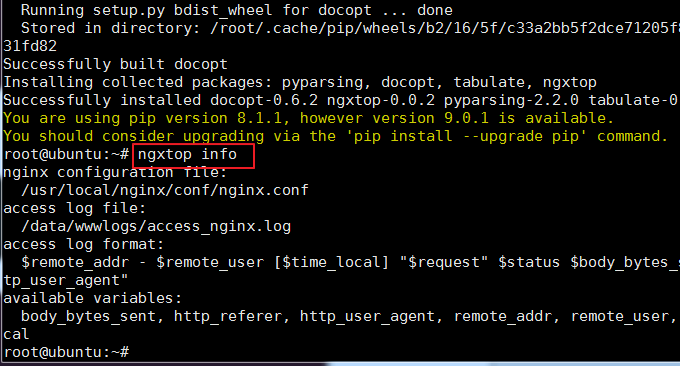 Running setup.py bdist_wheel for docopt ... done
Stored in directory: /root/.cache/pip/wheels/b2/16/5f/c33a2bb5f2dce71205f8
31fd82
Successfully built docopt
Installing collected packages: pyparsing, docopt, tabulate, ngxtop
Successfully installed docopt-0.6.2 ngxtop-0.0.2 pyparsing-2.2.0 tabulate-0
You are using pip version 8.1.1, however version 9.0.1 is available.
You should consider upgrading via the 'pip install --upgrade pip' command.
root@ubuntu:~# ngxtop info
nginx configuration file:
/usr/local/nginx/conf/nginx.conf
access log file:
/data/wwwlogs/access_nginx.log
access log format:
$remote_addr - $remote_user [$time_local] "$request" $status $body_bytes_s
tp_user_agent"
available variables:
body_bytes_sent, http_referer, http_user_agent, remote_addr, remote_user,
cal
root@ubuntu:~#